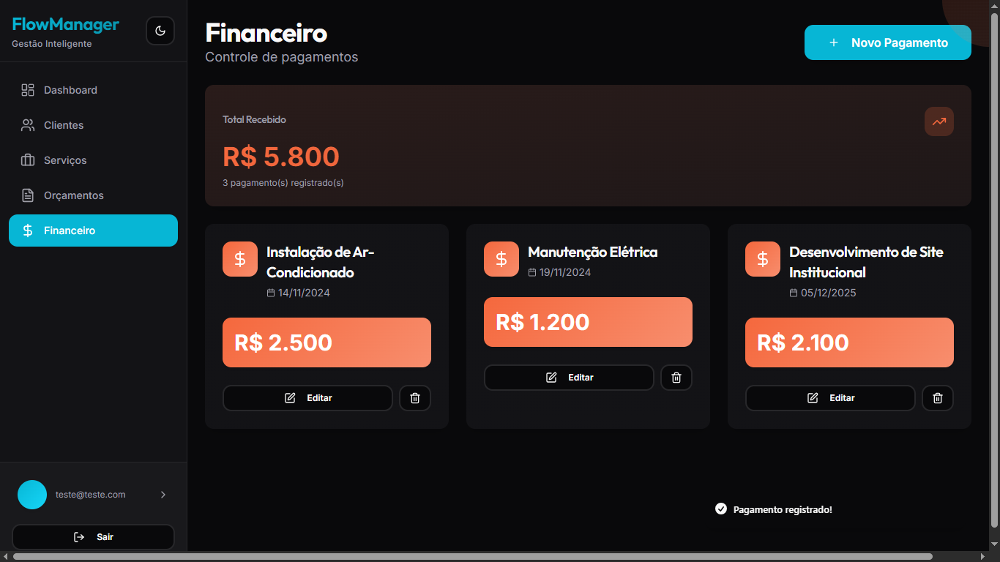 FlowManager
Gestão Inteligente
Dashboard
Clientes
Serviços
Orçamentos
Financeiro
teste@teste.com
Sair
Financeiro
Controle de pagamentos
Novo Pagamento
Total Recebido
R$ 5.800
3 pagamento(s) registrado(s)
Instalação de Ar-
Condicionado
14/11/2024
R$ 2.500
Editar
Manutenção Elétrica
19/11/2024
R$ 1.200
Editar
Desenvolvimento de Site
Institucional
05/12/2025
R$ 2.100
Editar
Pagamento registrado!